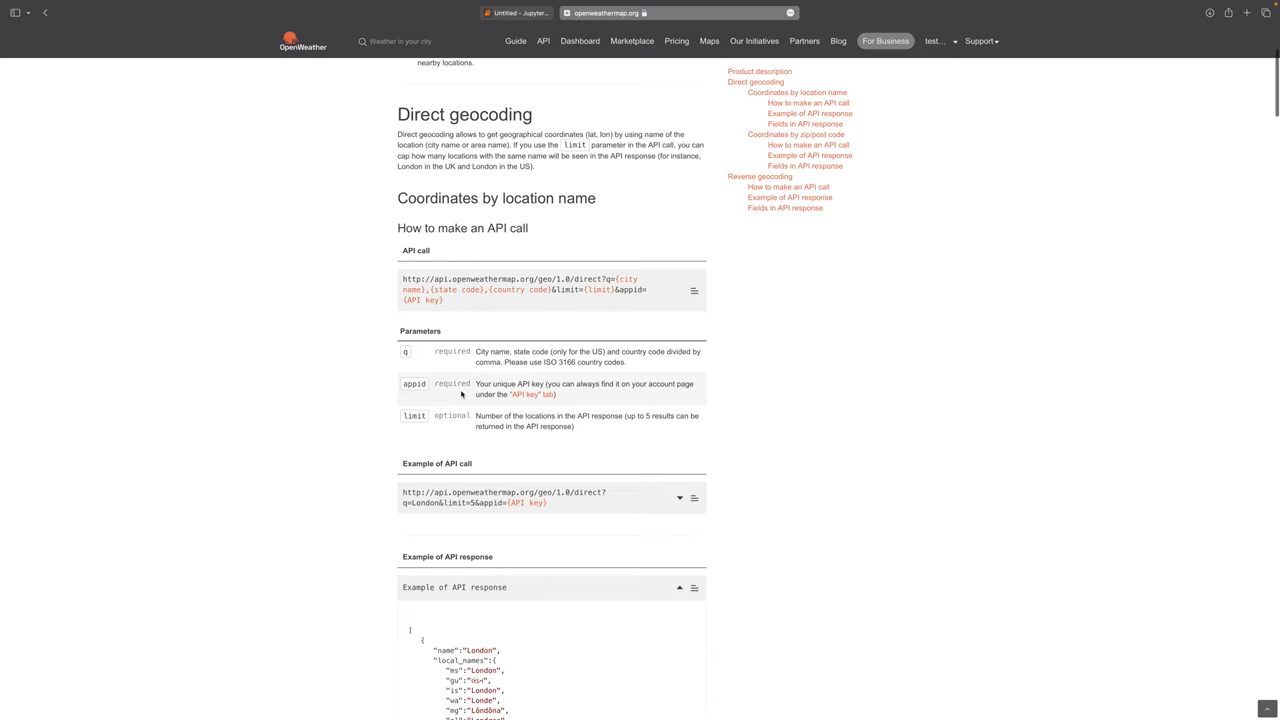 Untitled - Jupyter...
openweathermap.org
OpenWeather
Weather in your city
Guide API Dashboard Marketplace Pricing Maps Our Initiatives Partners Blog For Business test... Support
nearby locations.
Direct geocoding
Direct geocoding allows to get geographical coordinates (lat, lon) by using name of the
location (city name or area name). If you use the limit parameter in the API call, you can
cap how many locations with the same name will be seen in the API response (for instance,
London in the UK and London in the US).
Coordinates by location name
How to make an API call
API call
http://api.openweathermap.org/geo/1.0/direct?q={city
name},{state code},{country code}&limit={limit}&appid=
{API key}
Parameters
q required City name, state code (only for the US) and country code divided by
comma. Please use ISO 3166 country codes.
appid required Your unique API key (you can always find it on your account page
under the "API key" tab)
limit optional Number of the locations in the API response (up to 5 results can be
returned in the API response)
Example of API call
http://api.openweathermap.org/geo/1.0/direct?
q=London&limit=5&appid={API key}
Example of API response
Example of API response
[
{
"name":"London",
"local_names":{
"ms":"London",
"gu":"લંડન",
"is":"London",
"wa":"Londe",
"mg":"Lôndôna",
Product description
Direct geocoding
Coordinates by location name
How to make an API call
Example of API response
Fields in API response
Coordinates by zip/post code
How to make an API call
Example of API response
Fields in API response
Reverse geocoding
How to make an API call
Example of API response
Fields in API response